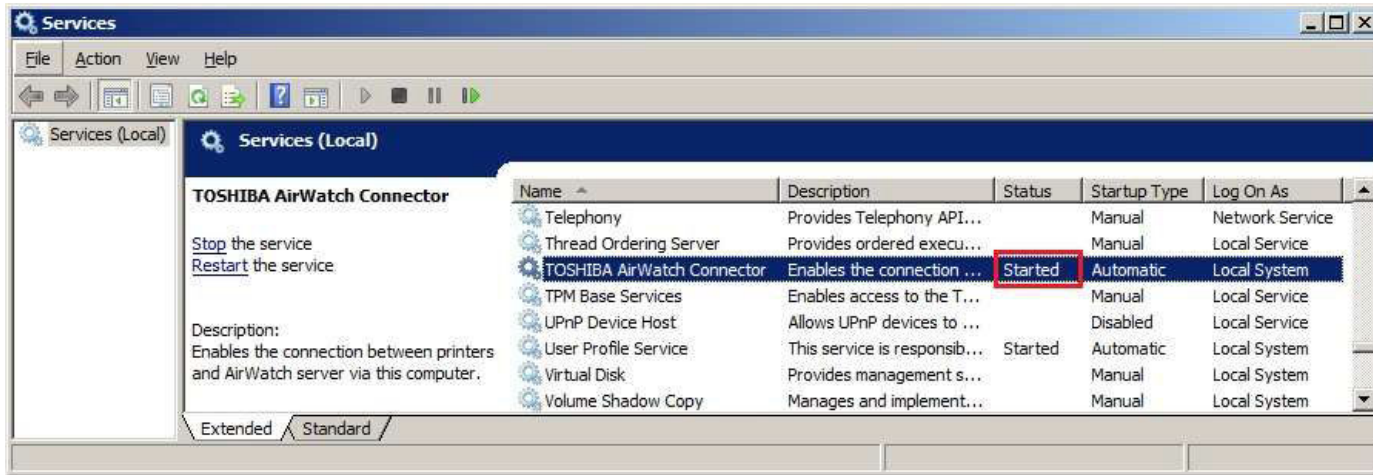 Services
File Action View Help
Services (Local)
Services (Local)
TOSHIBA AirWatch Connector
Stop the service
Restart the service
Description:
Enables the connection between printers
and AirWatch server via this computer.
Name Description Status Startup Type Log On As
Telephony Provides Telephony API... Manual Network Service
Thread Ordering Server Provides ordered execu... Manual Local Service
TOSHIBA AirWatch Connector Enables the connection ... Started Automatic Local System
TPM Base Services Enables access to the T... Manual Local Service
UPnP Device Host Allows UPnP devices to ... Disabled Local Service
User Profile Service This service is responsib... Started Automatic Local System
Virtual Disk Provides management s... Manual Local System
Volume Shadow Copy Manages and implement... Manual Local System
Extended Standard